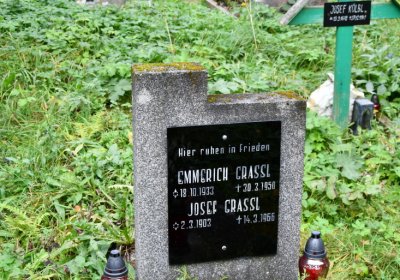 JOSEF KÖLBL
Hier ruhen in Frieden
EMMERICH GRASSL
☆ 18.10.1933 ✝ 30.3.1950
JOSEF GRASSL
☆ 2.3.1903 ✝ 14.3.1966